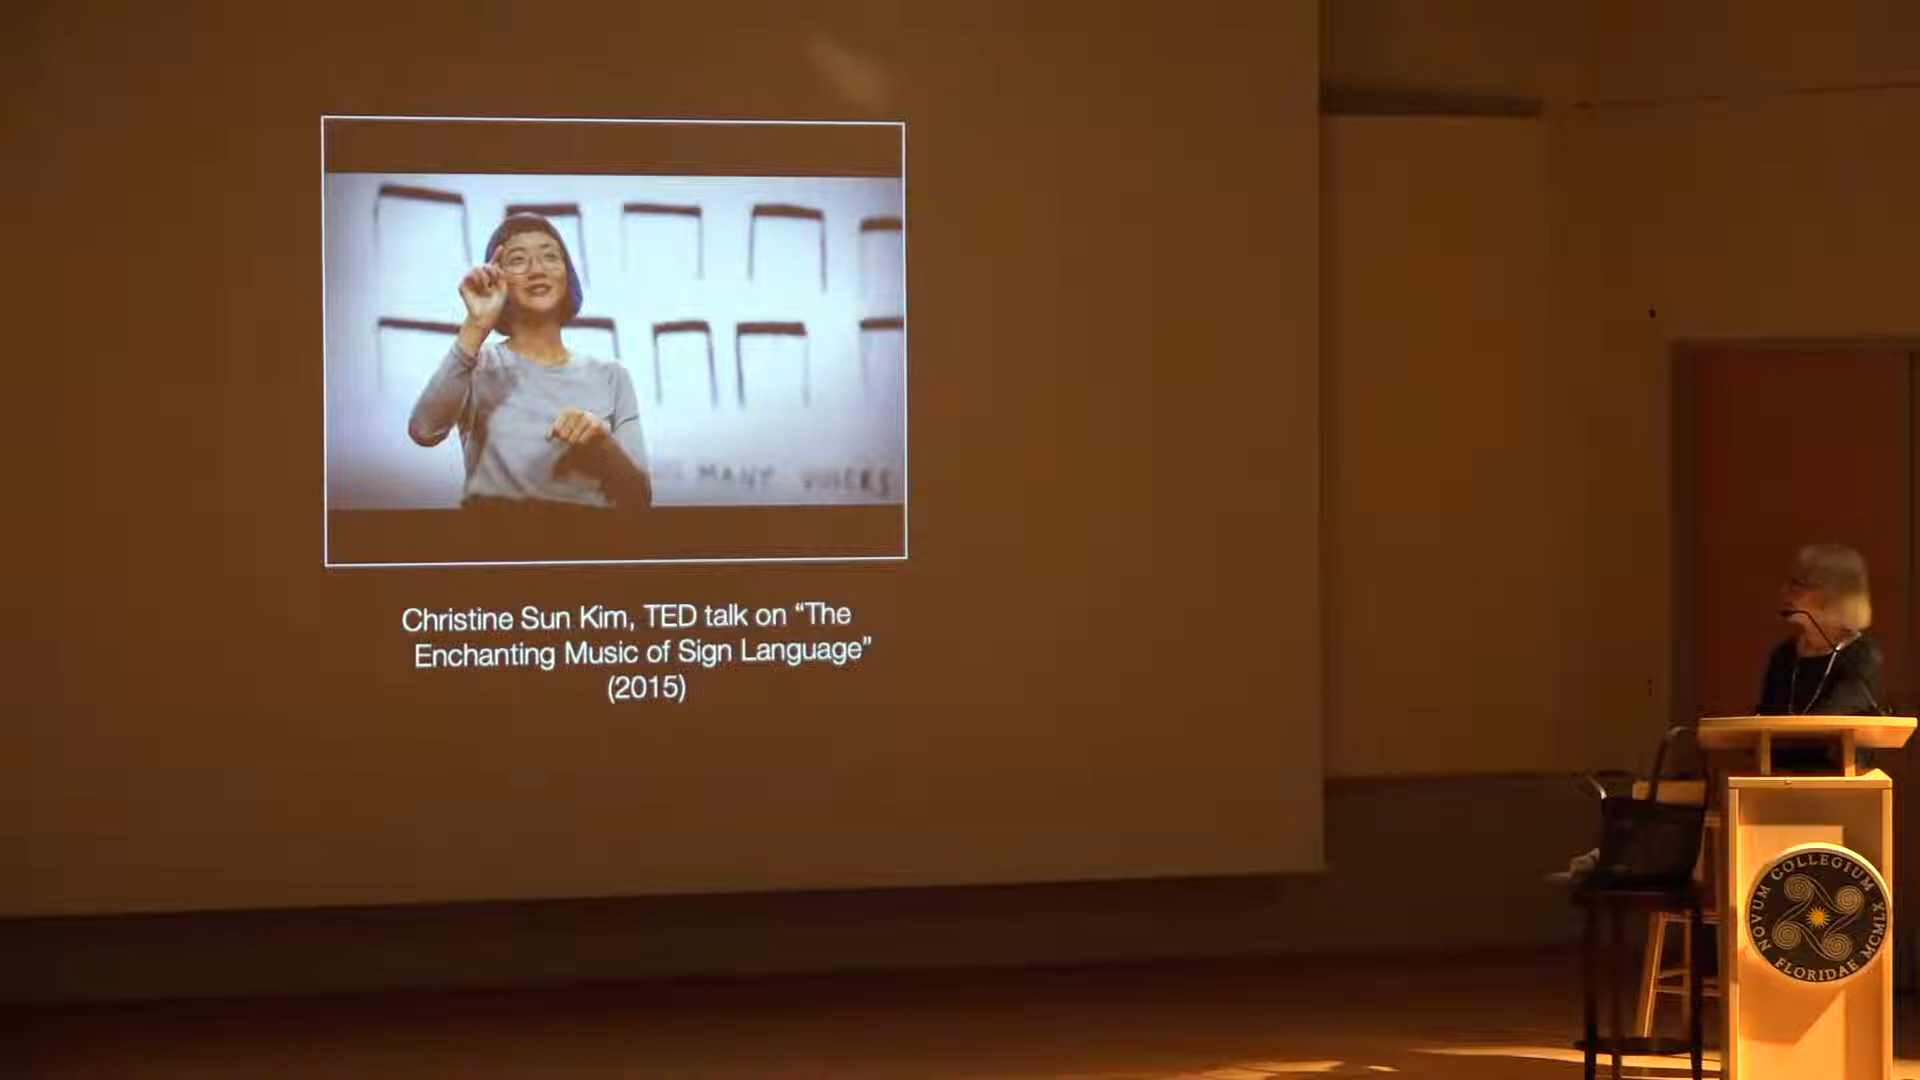 MANY VOICES
Christine Sun Kim, TED talk on “The
Enchanting Music of Sign Language”
(2015)
NOVUM COLLEGIUM
FLORIDAE MCMLX